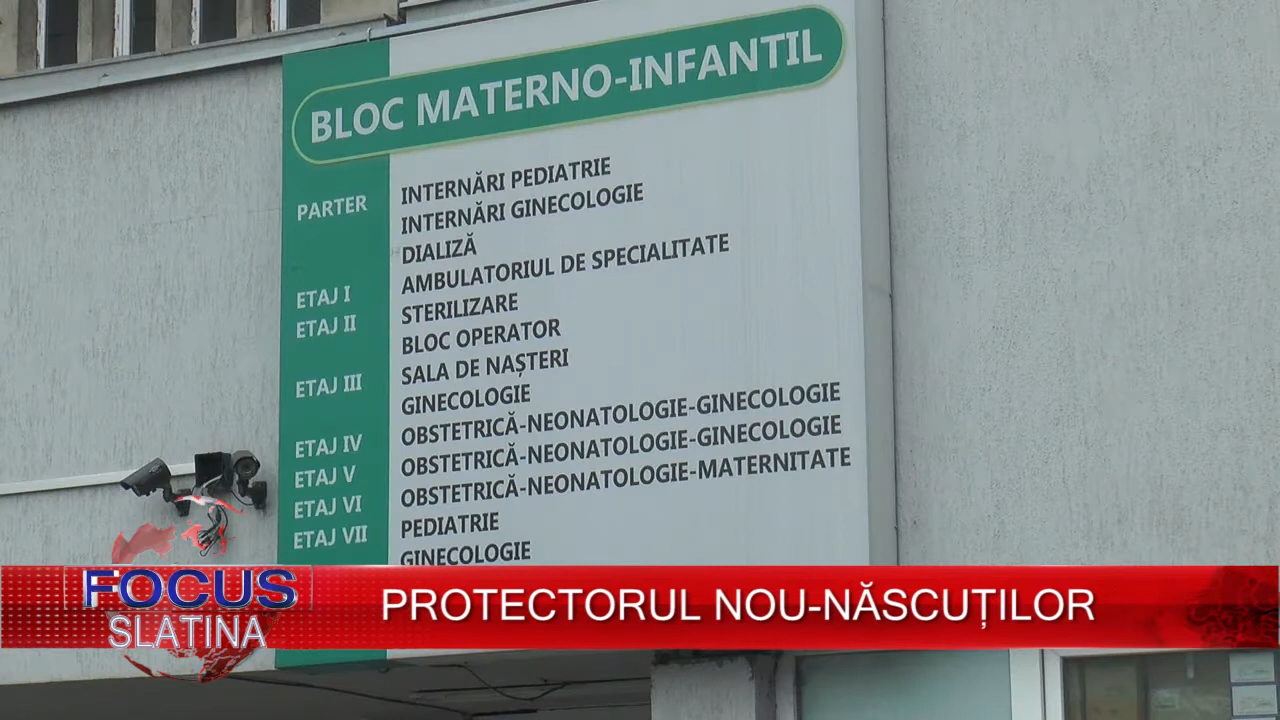 BLOC MATERNO-INFANTIL
PARTER
INTERNĂRI PEDIATRIE
INTERNĂRI GINECOLOGIE
DIALIZĂ
AMBULATORIUL DE SPECIALITATE
ETAJ I
STERILIZARE
ETAJ II
BLOC OPERATOR
SALA DE NAȘTERI
ETAJ III
GINECOLOGIE
OBSTETRICĂ-NEONATOLOGIE-GINECOLOGIE
ETAJ IV
OBSTETRICĂ-NEONATOLOGIE-GINECOLOGIE
ETAJ V
OBSTETRICĂ-NEONATOLOGIE-MATERNITATE
ETAJ VI
PEDIATRIE
ETAJ VII
GINECOLOGIE
FOCUS
SLATINA
PROTECTORUL NOU-NĂSCUȚILOR